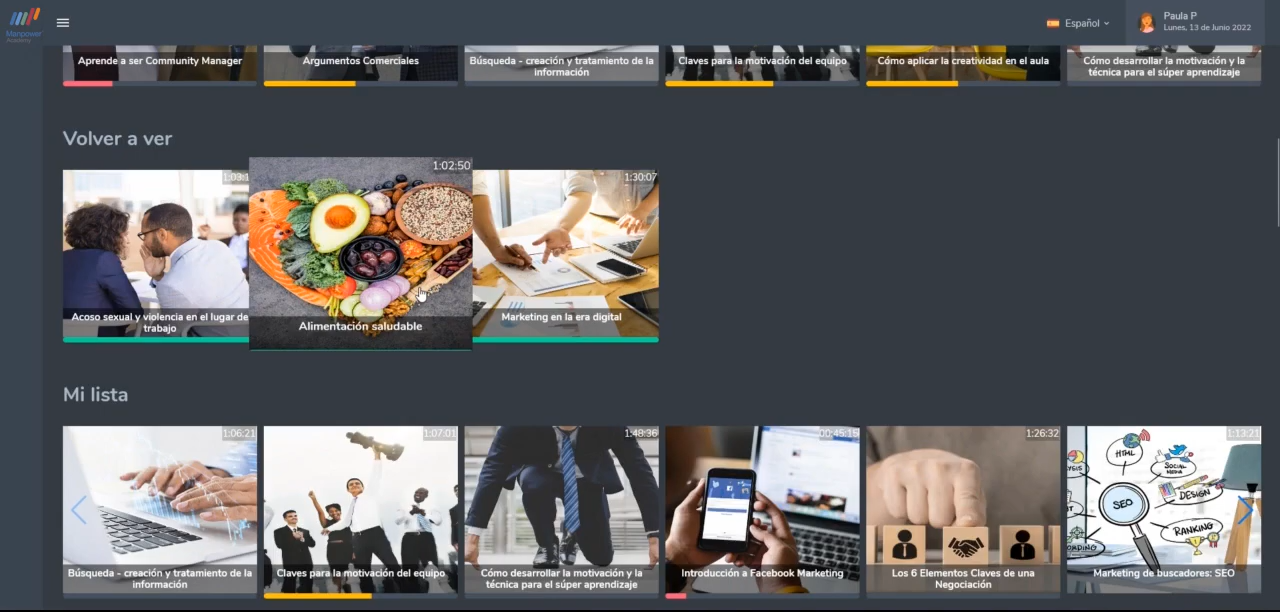 Manpower
Academy
Español
Paula P
Lunes, 13 de Junio 2022
Aprende a ser Community Manager
Argumentos Comerciales
Búsqueda - creación y tratamiento de la
información
Claves para la motivación del equipo
Cómo aplicar la creatividad en el aula
Cómo desarrollar la motivación y la
técnica para el súper aprendizaje
Volver a ver
1:03:1
1:02:50
1:30:07
Acoso sexual y violencia en el lugar de
trabajo
Alimentación saludable
Marketing en la era digital
Mi lista
1:06:21
1:07:01
1:48:36
00:45:15
1:26:32
1:13:21
HTML
SOCIAL
MEDIA
SEO
DESIGN
RANKING
Búsqueda - creación y tratamiento de la
información
Claves para la motivación del equipo
Cómo desarrollar la motivación y la
técnica para el súper aprendizaje
Introducción a Facebook Marketing
Los 6 Elementos Claves de una
Negociación
Marketing de buscadores: SEO